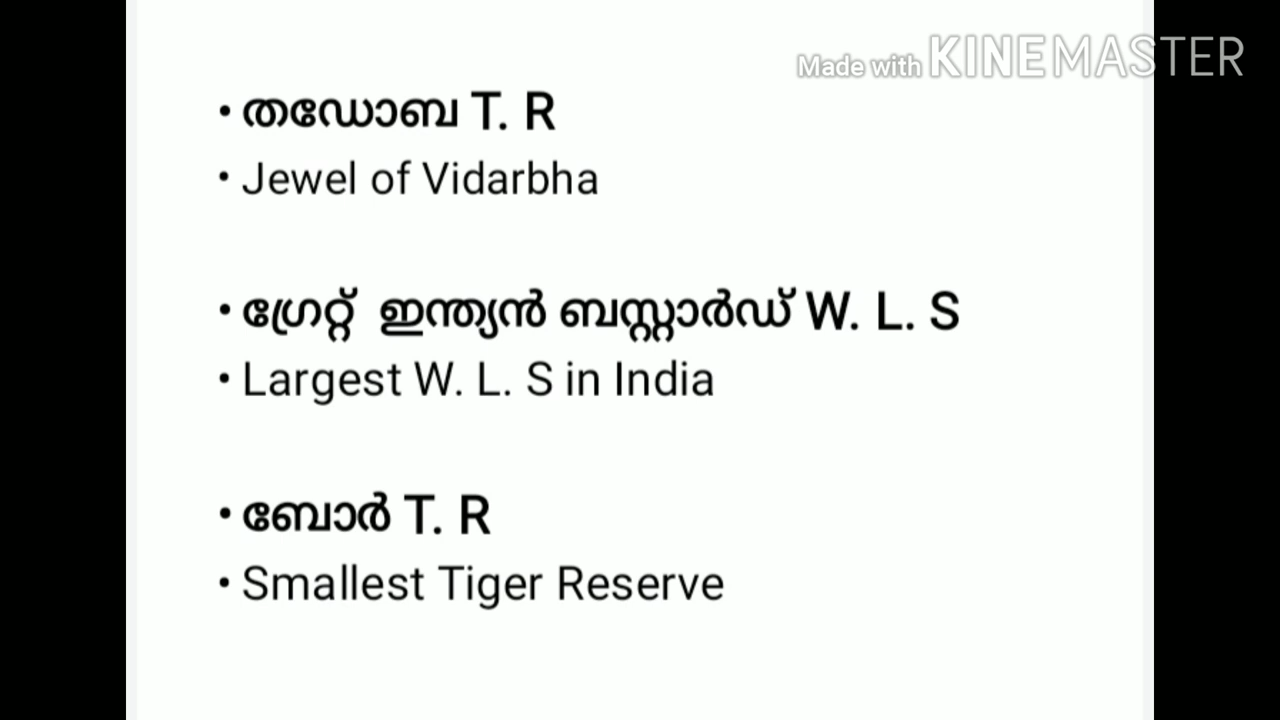 Made with KINEMASTER
• തഡോബ T. R
• Jewel of Vidarbha
• ഗ്രേറ്റ് ഇന്ത്യൻ ബസ്റ്റാർഡ് W. L. S
• Largest W. L. S in India
• ബോർ T. R
• Smallest Tiger Reserve